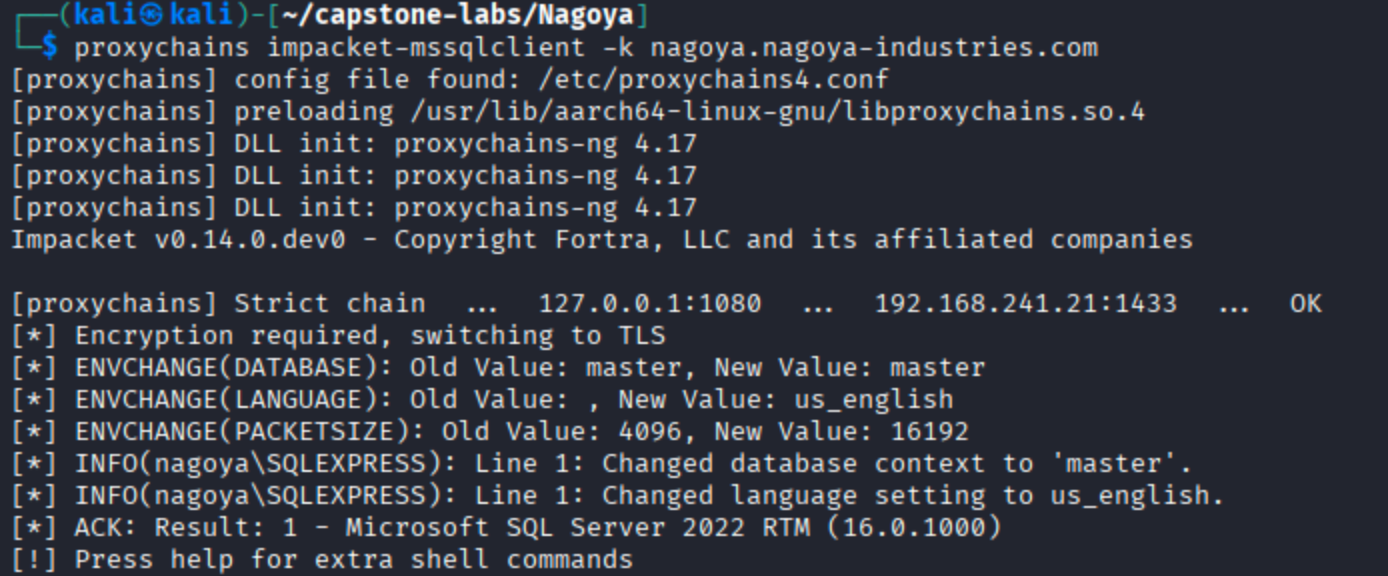 ┌──(kali㉿kali)-[~/capstone-labs/Nagoya]
└─$ proxychains impacket-mssqlclient -k nagoya.nagoya-industries.com
[proxychains] config file found: /etc/proxychains4.conf
[proxychains] preloading /usr/lib/aarch64-linux-gnu/libproxychains.so.4
[proxychains] DLL init: proxychains-ng 4.17
[proxychains] DLL init: proxychains-ng 4.17
[proxychains] DLL init: proxychains-ng 4.17
Impacket v0.14.0.dev0 - Copyright Fortra, LLC and its affiliated companies
[proxychains] Strict chain  ...  127.0.0.1:1080  ...  192.168.241.21:1433  ...  OK
[*] Encryption required, switching to TLS
[*] ENVCHANGE(DATABASE): Old Value: master, New Value: master
[*] ENVCHANGE(LANGUAGE): Old Value: , New Value: us_english
[*] ENVCHANGE(PACKETSIZE): Old Value: 4096, New Value: 16192
[*] INFO(nagoya\SQLEXPRESS): Line 1: Changed database context to 'master'.
[*] INFO(nagoya\SQLEXPRESS): Line 1: Changed language setting to us_english.
[*] ACK: Result: 1 - Microsoft SQL Server 2022 RTM (16.0.1000)
[!] Press help for extra shell commands